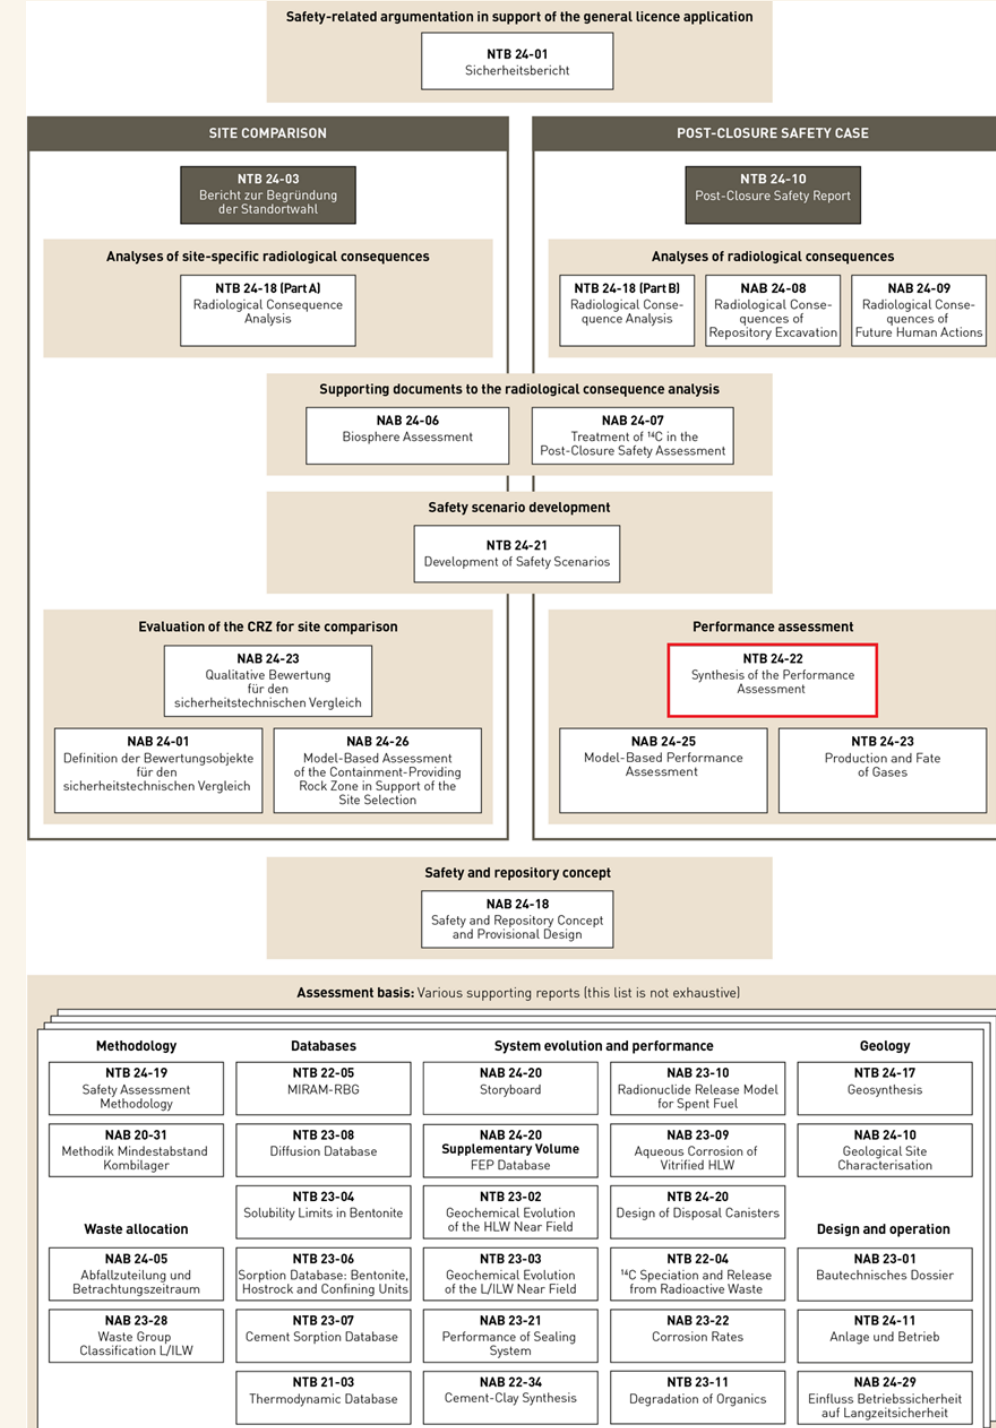 Safety-related argumentation in support of the general licence application
NTB 24-01
Sicherheitsbericht
SITE COMPARISON
NTB 24-03
Bericht zur Begründung
der Standortwahl
Analyses of site-specific radiological consequences
NTB 24-18 (Part A)
Radiological Consequence
Analysis
POST-CLOSURE SAFETY CASE
NTB 24-10
Post-Closure Safety Report
Analyses of radiological consequences
NTB 24-18 (Part B)
Radiological Conse-
quence Analysis
NAB 24-08
Radiological Conse-
quences of
Repository Excavation
NAB 24-09
Radiological Conse-
quences of
Future Human Actions
Supporting documents to the radiological consequence analysis
NAB 24-06
Biosphere Assessment
NAB 24-07
Treatment of ¹⁴C in the
Post-Closure Safety Assessment
Safety scenario development
NTB 24-21
Development of Safety Scenarios
Evaluation of the CRZ for site comparison
NAB 24-23
Qualitative Bewertung
für den
sicherheitstechnischen Vergleich
NAB 24-01
Definition der Bewertungsobjekte
für den
sicherheitstechnischen Vergleich
NAB 24-26
Model-Based Assessment
of the Containment-Providing
Rock Zone in Support of the
Site Selection
Performance assessment
NTB 24-22
Synthesis of the Performance
Assessment
NAB 24-25
Model-Based Performance
Assessment
NTB 24-23
Production and Fate
of Gases
Safety and repository concept
NAB 24-18
Safety and Repository Concept
and Provisional Design
Assessment basis: Various supporting reports (this list is not exhaustive)
Methodology
NTB 24-19
Safety Assessment
Methodology
NAB 20-31
Methodik Mindestabstand
Kombilager
Waste allocation
NAB 24-05
Abfallzuteilung und
Betrachtungszeitraum
NAB 23-28
Waste Group
Classification L/ILW
Databases
NTB 22-05
MIRAM-RBG
NTB 23-08
Diffusion Database
NTB 23-04
Solubility Limits in Bentonite
NTB 23-06
Sorption Database: Bentonite,
Hostrock and Confining Units
NTB 23-07
Cement Sorption Database
NTB 21-03
Thermodynamic Database
System evolution and performance
NAB 24-20
Storyboard
NAB 24-20
Supplementary Volume
FEP Database
NTB 23-02
Geochemical Evolution
of the HLW Near Field
NTB 23-03
Geochemical Evolution
of the L/ILW Near Field
NAB 23-21
Performance of Sealing
System
NAB 22-34
Cement-Clay Synthesis
NAB 23-10
Radionuclide Release Model
for Spent Fuel
NAB 23-09
Aqueous Corrosion of
Vitrified HLW
NTB 24-20
Design of Disposal Canisters
NTB 22-04
¹⁴C Speciation and Release
from Radioactive Waste
NAB 23-22
Corrosion Rates
NTB 23-11
Degradation of Organics
Geology
NTB 24-17
Geosynthesis
NAB 24-10
Geological Site
Characterisation
Design and operation
NAB 23-01
Bautechnisches Dossier
NTB 24-11
Anlage und Betrieb
NAB 24-29
Einfluss Betriebssicherheit
auf Langzeitsicherheit